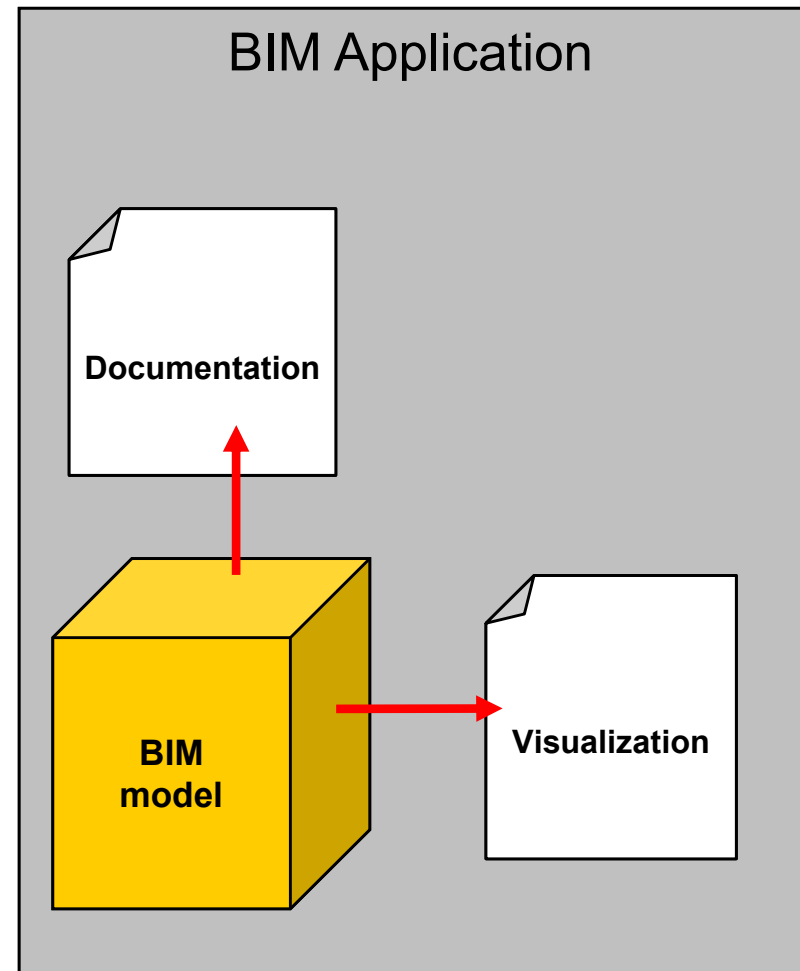 BIM Application
Documentation
BIM
model
Visualization